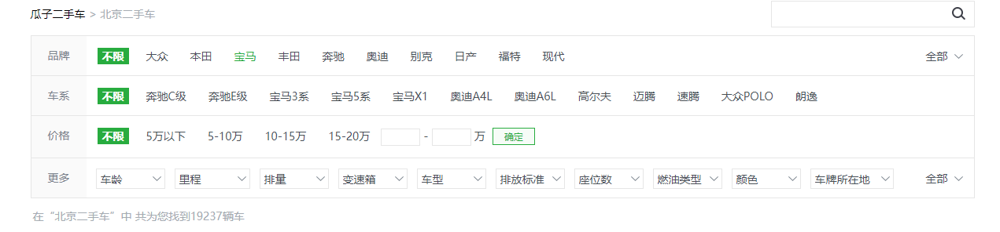 瓜子二手车 > 北京二手车
品牌 不限 大众 本田 宝马 丰田 奔驰 奥迪 别克 日产 福特 现代 全部
车系 不限 奔驰C级 奔驰E级 宝马3系 宝马5系 宝马X1 奥迪A4L 奥迪A6L 高尔夫 迈腾 速腾 大众POLO 朗逸
价格 不限 5万以下 5-10万 10-15万 15-20万 - 万 确定
更多 车龄 里程 排量 变速箱 车型 排放标准 座位数 燃油类型 颜色 车牌所在地 全部
在“北京二手车”中 共为您找到19237辆车